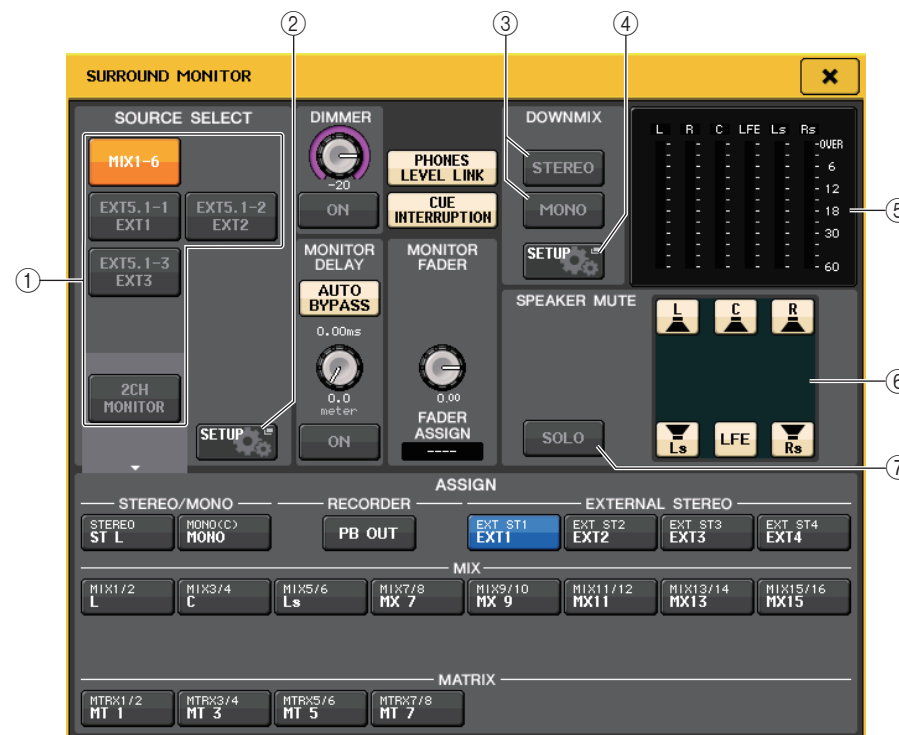 ② ③ ④
SURROUND MONITOR
SOURCE SELECT
MIX1-6
EXT5.1-1
EXT1
EXT5.1-2
EXT2
EXT5.1-3
EXT3
2CH
MONITOR
SETUP
①
DIMMER
-20
ON
PHONES
LEVEL LINK
CUE
INTERRUPTION
MONITOR
DELAY
AUTO
BYPASS
0.00ms
0.0
meter
ON
MONITOR
FADER
0.00
FADER
ASSIGN
----
DOWNMIX
STEREO
MONO
SETUP
L R C LFE Ls Rs
OVER
6
12
18
30
60
⑤
SPEAKER MUTE
L C R
Ls LFE Rs
⑥
SOLO
⑦
ASSIGN
STEREO/MONO
STEREO
ST L
MONO(C)
MONO
RECORDER
PB OUT
EXTERNAL STEREO
EXT ST1
EXT1
EXT ST2
EXT2
EXT ST3
EXT3
EXT ST4
EXT4
MIX
MIX1/2
L
MIX3/4
C
MIX5/6
Ls
MIX7/8
MX 7
MIX9/10
MX 9
MIX11/12
MX11
MIX13/14
MX13
MIX15/16
MX15
MATRIX
MTRX1/2
MT 1
MTRX3/4
MT 3
MTRX5/6
MT 5
MTRX7/8
MT 7